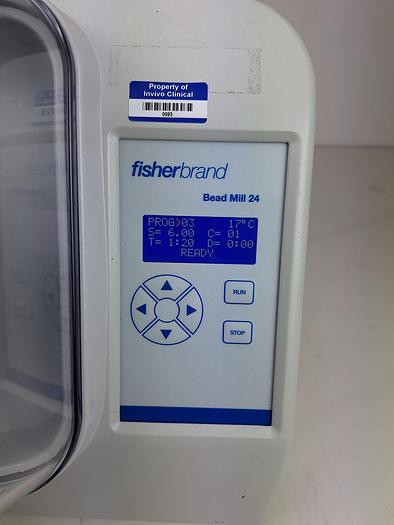 Property of
Invivo Clinical
0085
fisherbrand
Bead Mill 24
PROG>03 17°C
S= 6.00 C= 01
T= 1:20 D= 0:00
READY
RUN
STOP